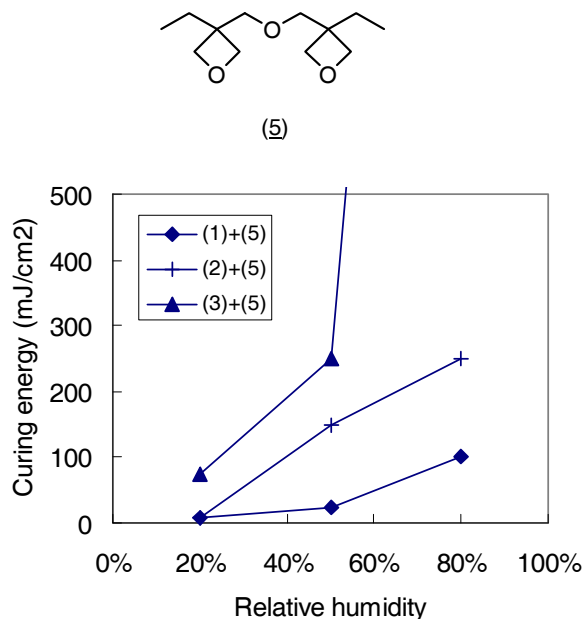 O
O O
(5)
500
400
300
200
100
0
Curing energy (mJ/cm2)
(1)+(5)
(2)+(5)
(3)+(5)
0% 20% 40% 60% 80% 100%
Relative humidity